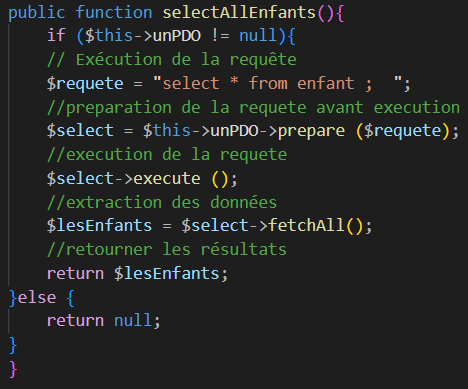 public function selectAllEnfants(){
    if ($this->unPDO != null){
    // Exécution de la requête
    $requete = "select * from enfant ;  ";
    //preparation de la requete avant execution
    $select = $this->unPDO->prepare ($requete);
    //execution de la requete
    $select->execute ();
    //extraction des données
    $lesEnfants = $select->fetchAll();
    //retourner les résultats
    return $lesEnfants;
}else {
    return null;
}
}